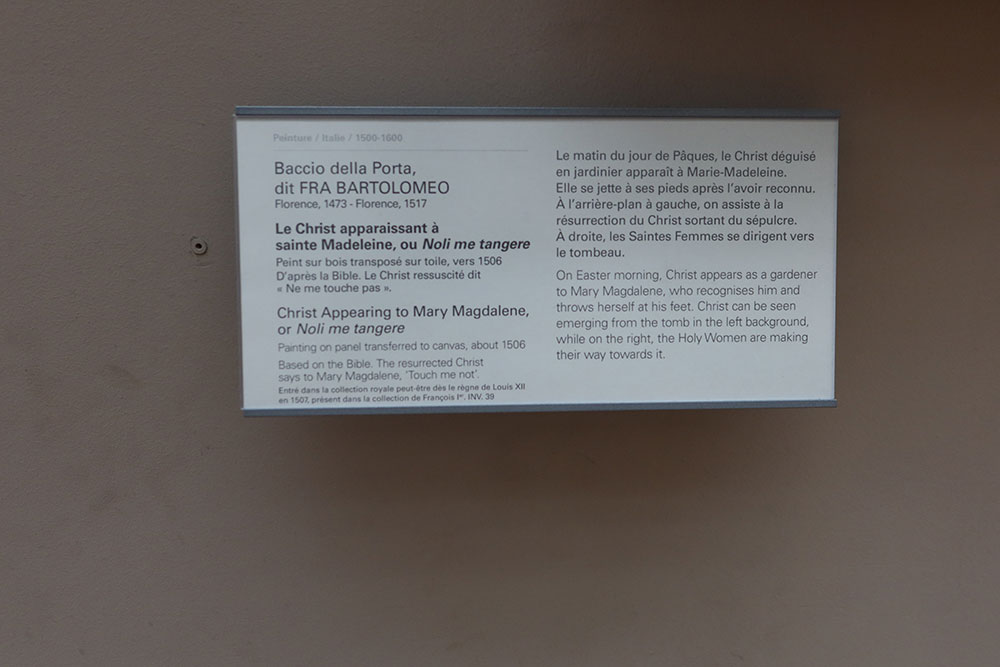 Peinture / Italie / 1500-1600
Baccio della Porta,
dit FRA BARTOLOMEO
Florence, 1473 - Florence, 1517
Le Christ apparaissant à
sainte Madeleine, ou Noli me tangere
Peint sur bois transposé sur toile, vers 1506
D'après la Bible. Le Christ ressuscité dit
« Ne me touche pas ».
Christ Appearing to Mary Magdalene,
or Noli me tangere
Painting on panel transferred to canvas, about 1506
Based on the Bible. The resurrected Christ
says to Mary Magdalene, 'Touch me not'.
Entré dans la collection royale peut-être dès le règne de Louis XII
en 1507, présent dans la collection de François Ier. INV. 39
Le matin du jour de Pâques, le Christ déguisé
en jardinier apparaît à Marie-Madeleine.
Elle se jette à ses pieds après l'avoir reconnu.
À l'arrière-plan à gauche, on assiste à la
résurrection du Christ sortant du sépulcre.
À droite, les Saintes Femmes se dirigent vers
le tombeau.
On Easter morning, Christ appears as a gardener
to Mary Magdalene, who recognises him and
throws herself at his feet. Christ can be seen
emerging from the tomb in the left background,
while on the right, the Holy Women are making
their way towards it.